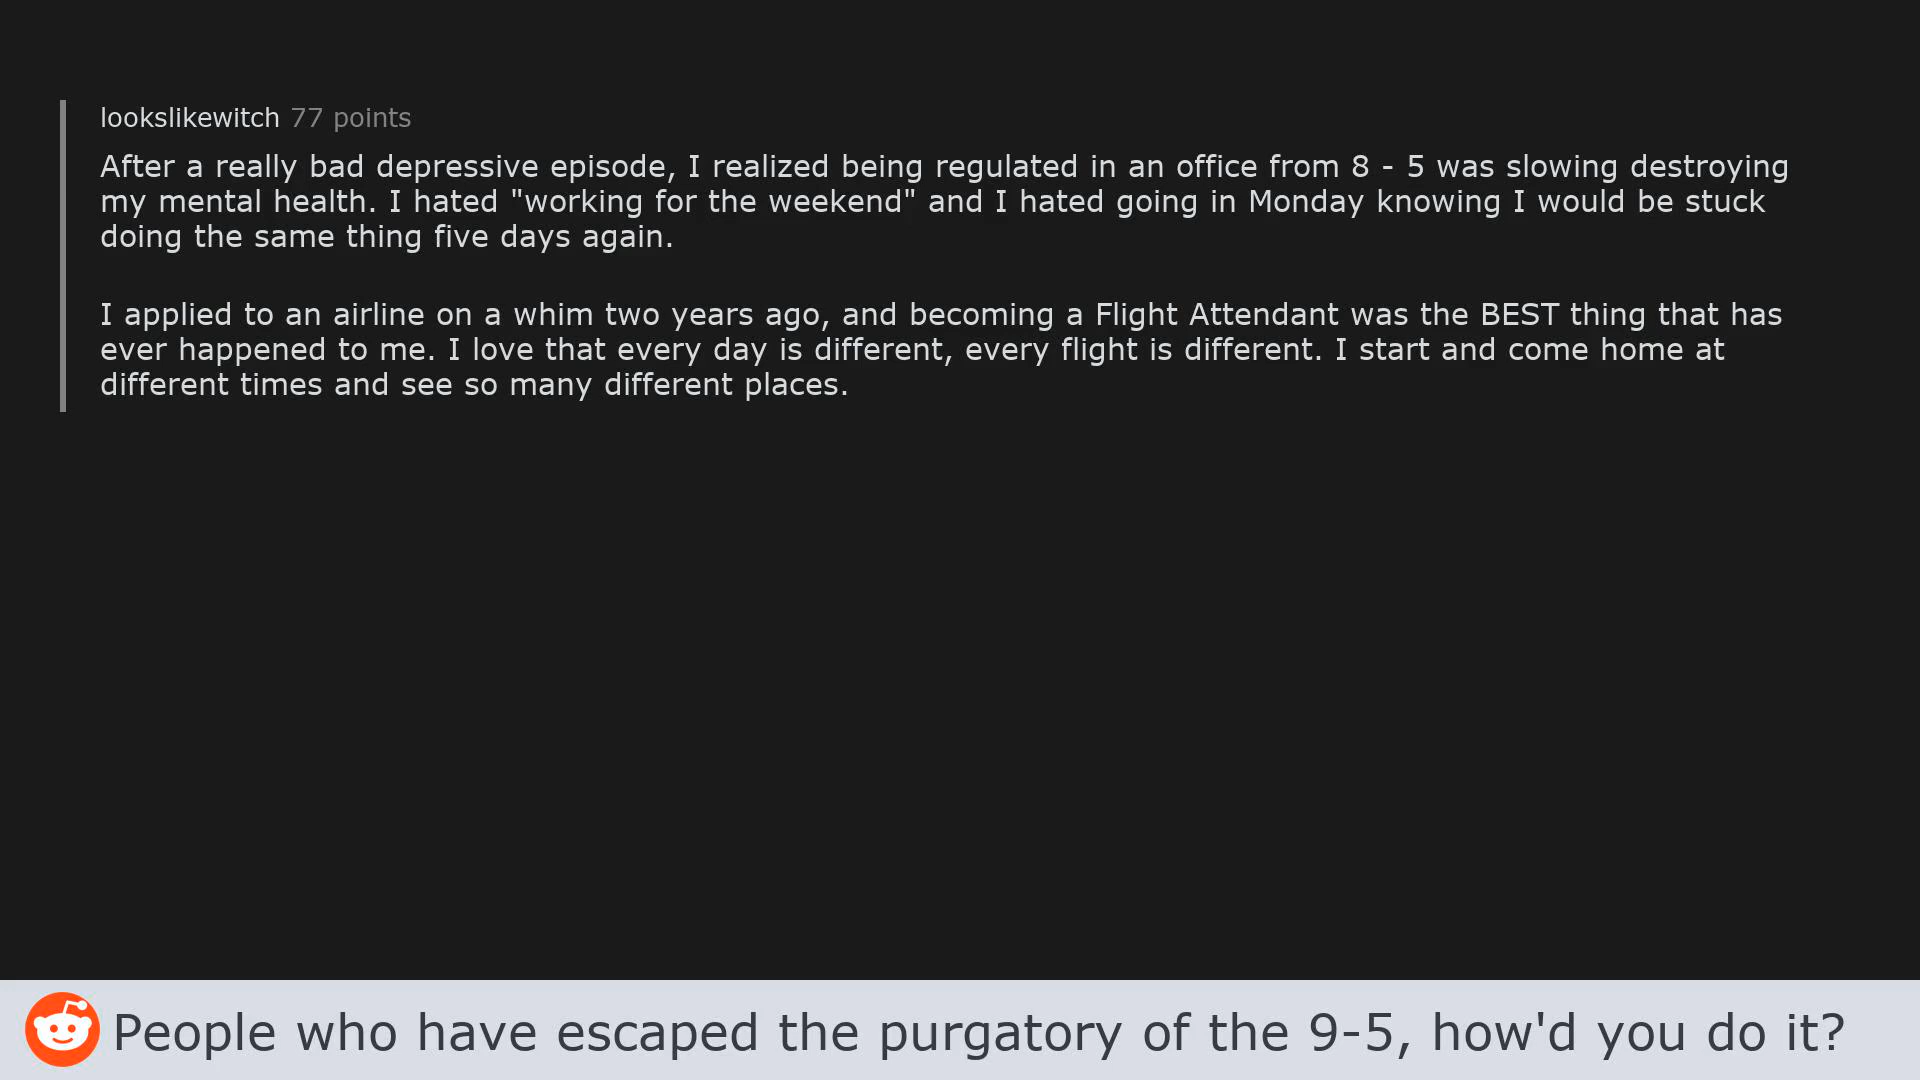 lookslikewitch 77 points
After a really bad depressive episode, I realized being regulated in an office from 8 - 5 was slowing destroying
my mental health. I hated "working for the weekend" and I hated going in Monday knowing I would be stuck
doing the same thing five days again.
I applied to an airline on a whim two years ago, and becoming a Flight Attendant was the BEST thing that has
ever happened to me. I love that every day is different, every flight is different. I start and come home at
different times and see so many different places.
People who have escaped the purgatory of the 9-5, how'd you do it?